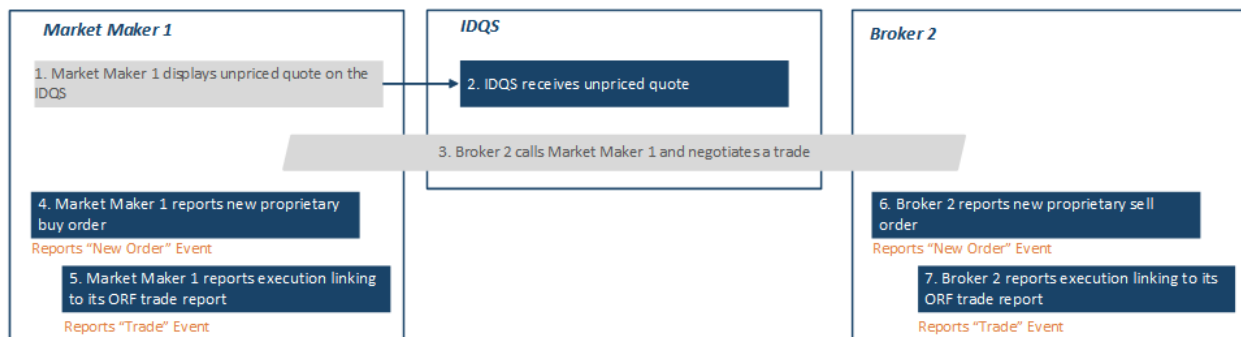 Market Maker 1
IDQS
Broker 2
1. Market Maker 1 displays unpriced quote on the
IDQS
2. IDQS receives unpriced quote
3. Broker 2 calls Market Maker 1 and negotiates a trade
4. Market Maker 1 reports new proprietary
buy order
Reports “New Order” Event
5. Market Maker 1 reports execution linking
to its ORF trade report
Reports “Trade” Event
6. Broker 2 reports new proprietary sell
order
Reports “New Order” Event
7. Broker 2 reports execution linking to its
ORF trade report
Reports “Trade” Event